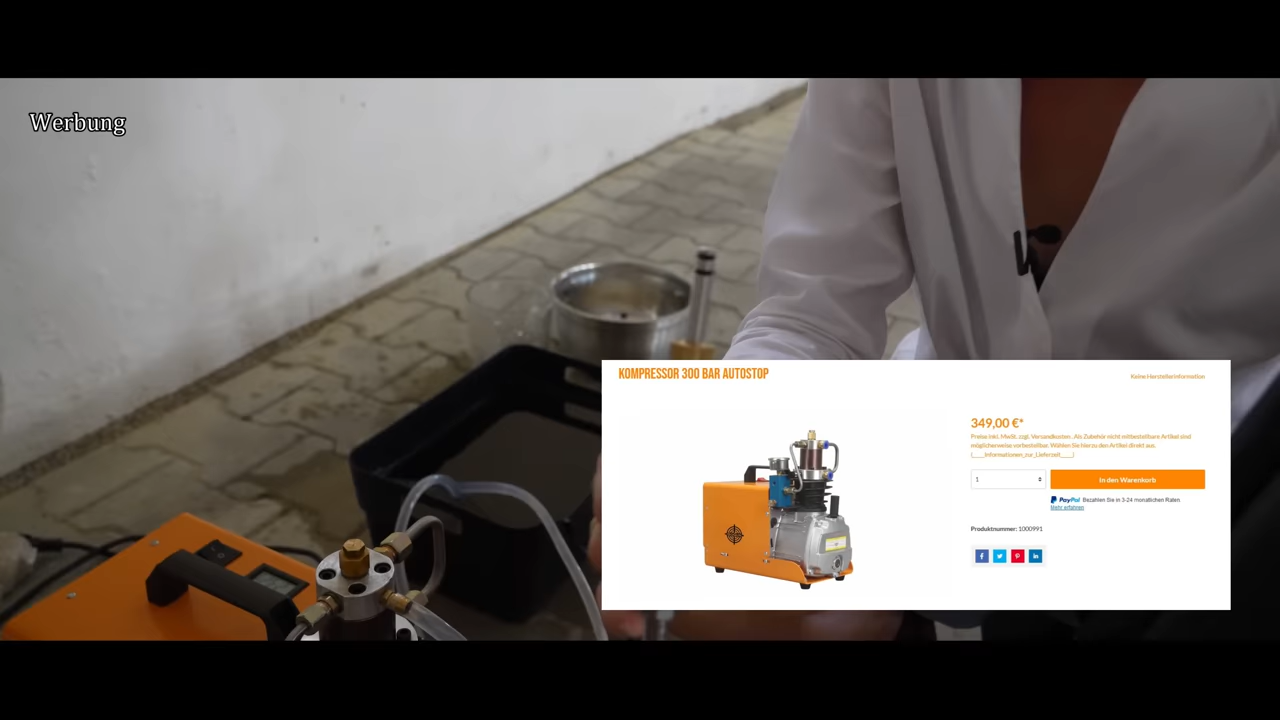 Werbung
KOMPRESSOR 300 BAR AUTOSTOP
Keine Herstellerinformation
349,00 €*
Preise inkl. MwSt. zzgl. Versandkosten . Als Zubehör nicht mitbestellbare Artikel sind
möglicherweise vorbestellbar. Wählen Sie hierzu den Artikel direkt aus.
(____Informationen_zur_Lieferzeit____)
1
In den Warenkorb
PayPal Bezahlen Sie in 3-24 monatlichen Raten.
Mehr erfahren
Produktnummer: 1000991